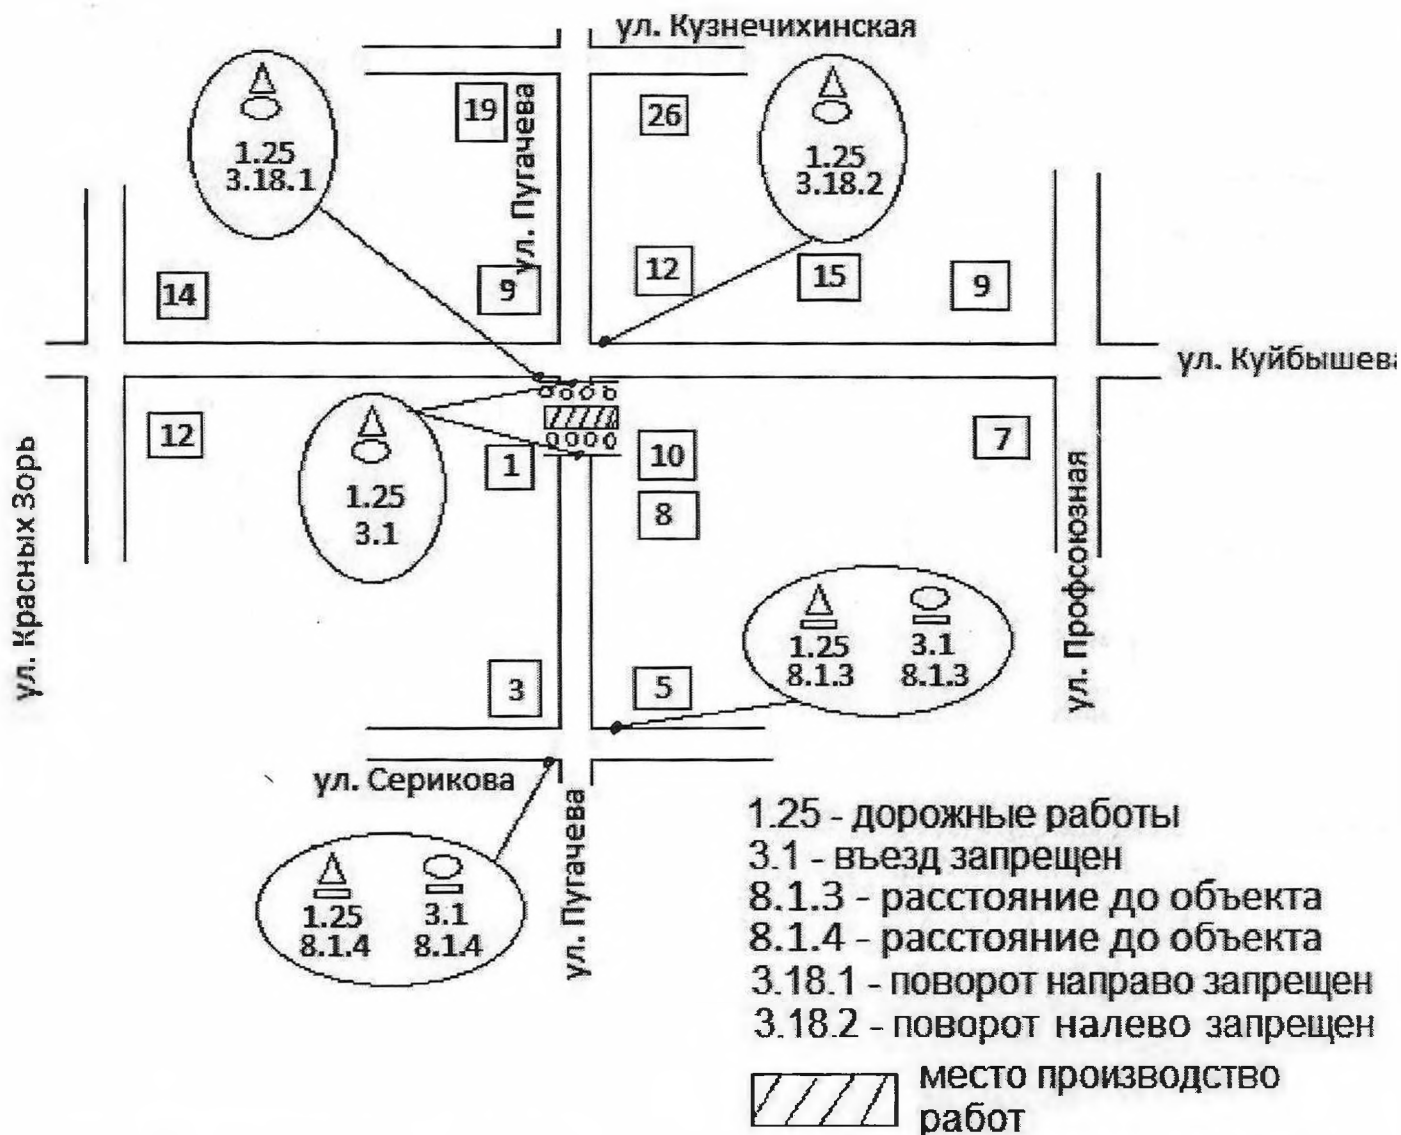 ул. Кузнечихинская
1.25
3.18.1
19
ул. Пугачева
26
1.25
3.18.2
14
9
12
15
9
ул. Куйбышева
12
1
10
7
8
1.25
3.1
ул. Красных Зорь
ул. Профсоюзная
1.25
8.1.3
3.1
8.1.3
3
5
ул. Серикова
ул. Пугачева
1.25
8.1.4
3.1
8.1.4
1.25 - дорожные работы
3.1 - въезд запрещен
8.1.3 - расстояние до объекта
8.1.4 - расстояние до объекта
3.18.1 - поворот направо запрещен
3.18.2 - поворот налево запрещен
место производство
работ